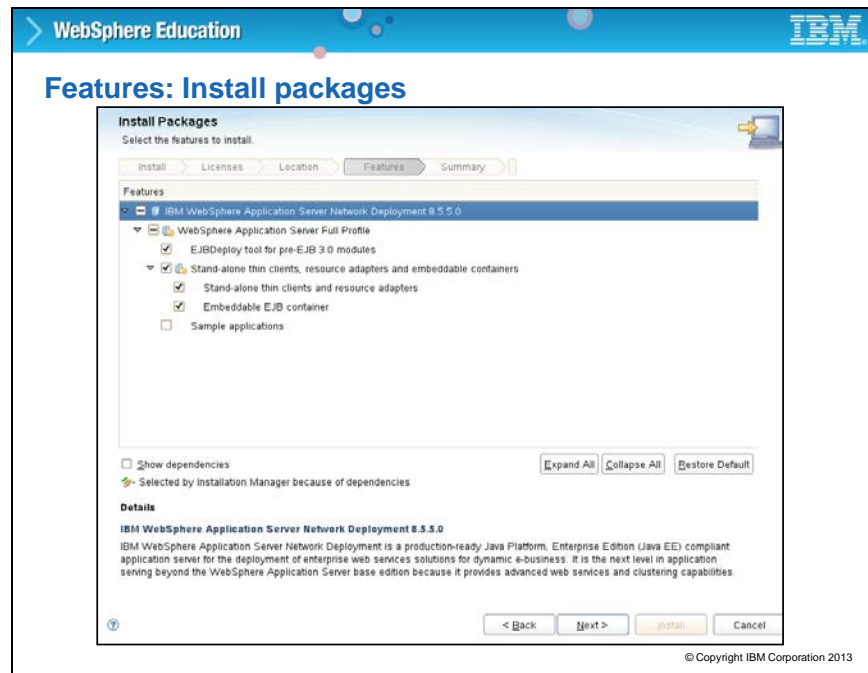 WebSphere Education
IBM
Features: Install packages
Install Packages
Select the features to install.
Install Licenses Location Features Summary
Features
IBM WebSphere Application Server Network Deployment 8.5.5.0
WebSphere Application Server Full Profile
EJBDeploy tool for pre-EJB 3.0 modules
Stand-alone thin clients, resource adapters and embeddable containers
Stand-alone thin clients and resource adapters
Embeddable EJB container
Sample applications
Show dependencies
Expand All Collapse All Restore Default
- Selected by Installation Manager because of dependencies
Details
IBM WebSphere Application Server Network Deployment 8.5.5.0
IBM WebSphere Application Server Network Deployment is a production-ready Java Platform, Enterprise Edition (Java EE) compliant
application server for the deployment of enterprise web services solutions for dynamic e-business. It is the next level in application
serving beyond the WebSphere Application Server base edition because it provides advanced web services and clustering capabilities.
? < Back Next > Install Cancel
© Copyright IBM Corporation 2013